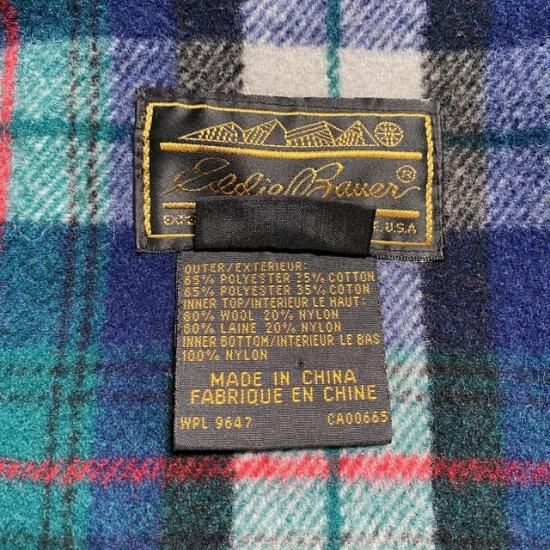 Eddie Bauer®
U.S.A
OUTER/EXTERIEUR:
65% POLYESTER 35% COTTON
65% POLYESTER 35% COTON
INNER TOP/INTERIEUR LE HAUT:
80% WOOL 20% NYLON
80% LAINE 20% NYLON
INNER BOTTOM/INTERIEUR LE BAS
100% NYLON
MADE IN CHINA
FABRIQUE EN CHINE
WPL 9647 CA00665